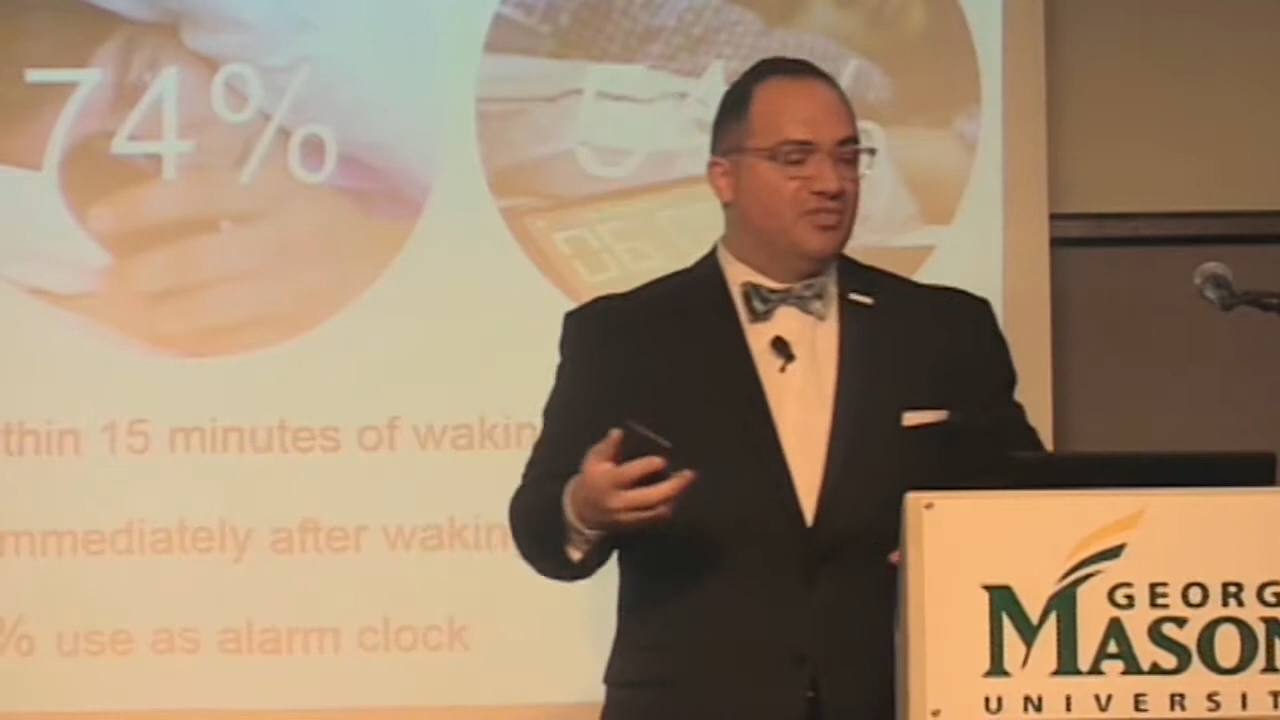 74%
thin 15 minutes of wakin
mmediately after wakin
% use as alarm clock
GEORG
MASON
UNIVERSIT